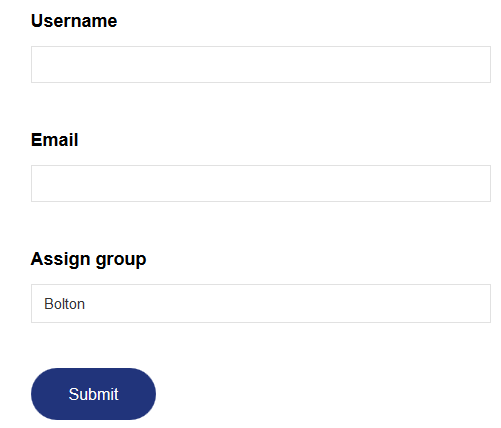 Username
Email
Assign group
Bolton
Submit